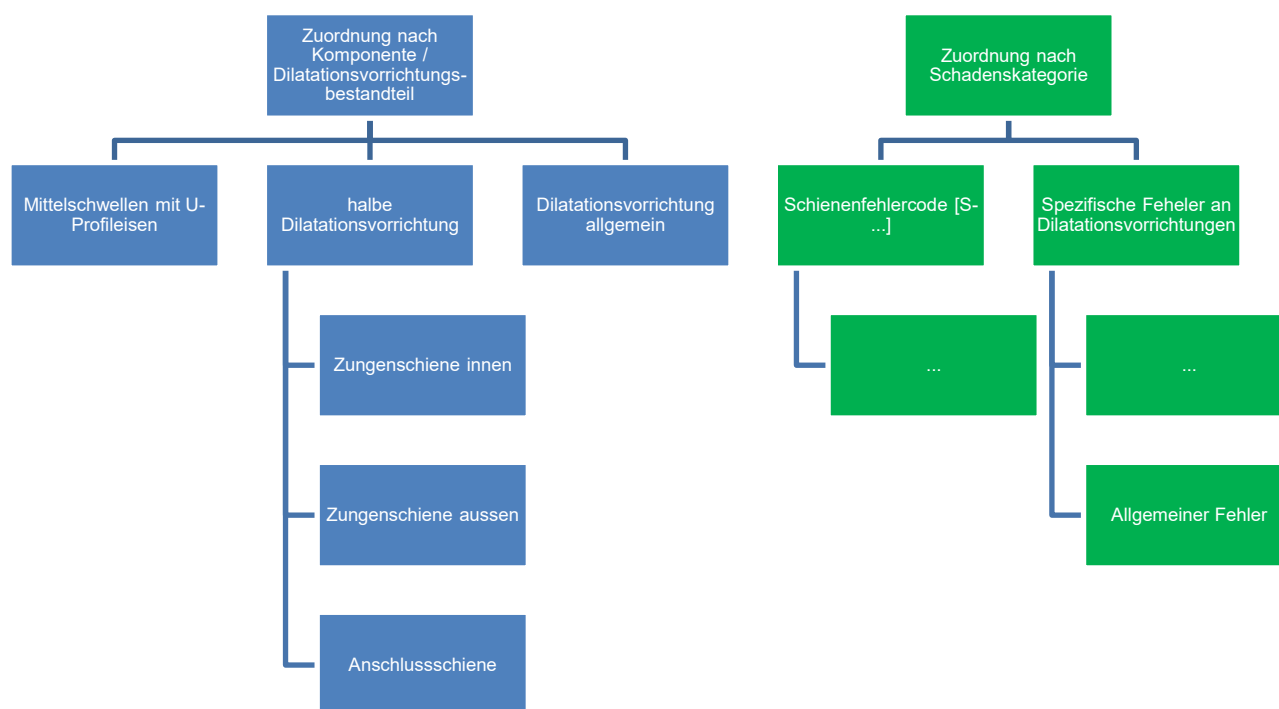 Zuordnung nach
Komponente /
Dilatationsvorrichtungs-
bestandteil
Mittelschwellen mit U-
Profileisen
halbe
Dilatationsvorrichtung
Dilatationsvorrichtung
allgemein
Zungenschiene innen
Zungenschiene aussen
Anschlussschiene
Zuordnung nach
Schadenskategorie
Schienenfehlercode [S-
...]
Spezifische Feheler an
Dilatationsvorrichtungen
...
...
Allgemeiner Fehler